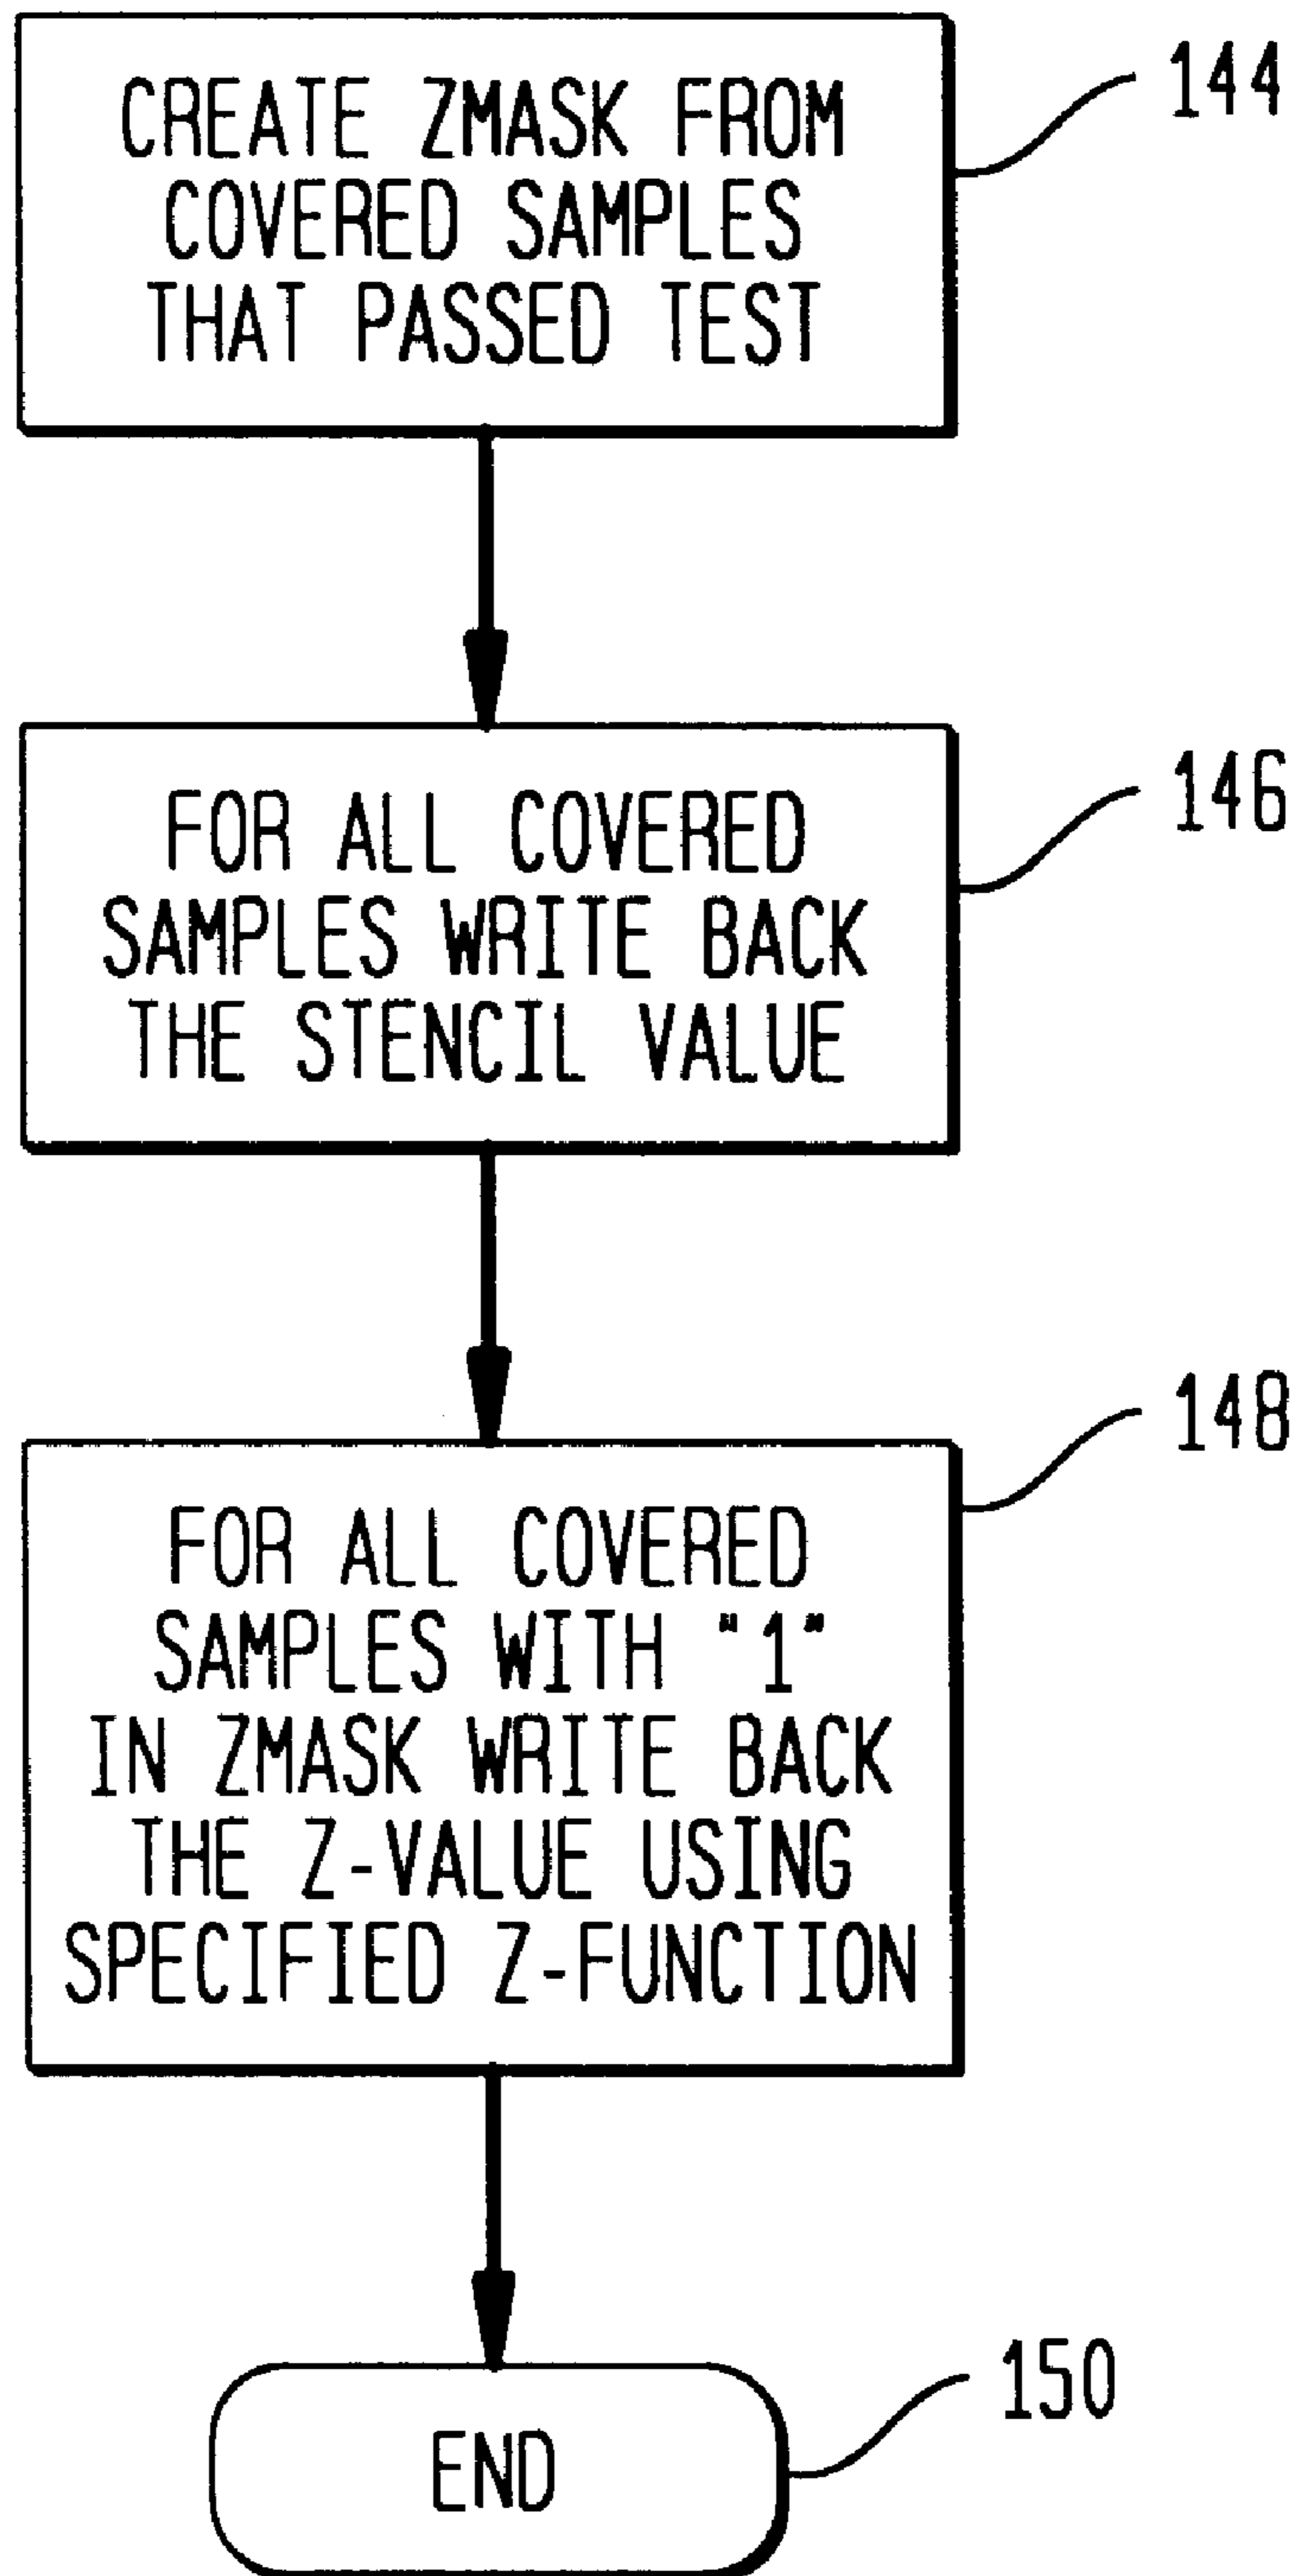 CREATE ZMASK FROM
COVERED SAMPLES
THAT PASSED TEST
144
FOR ALL COVERED
SAMPLES WRITE BACK
THE STENCIL VALUE
146
FOR ALL COVERED
SAMPLES WITH "1"
IN ZMASK WRITE BACK
THE Z-VALUE USING
SPECIFIED Z-FUNCTION
148
END
150